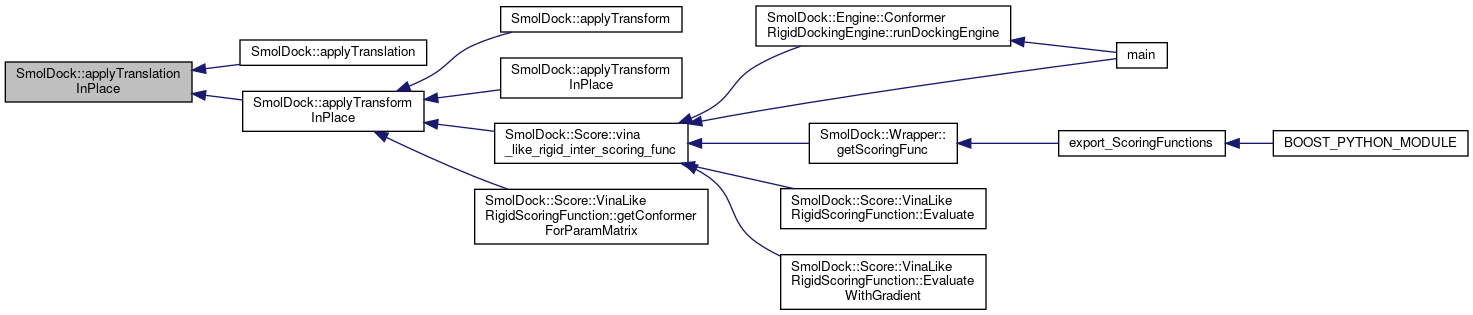 SmolDock::applyTranslation
InPlace
SmolDock::applyTranslation
SmolDock::applyTransform
InPlace
SmolDock::applyTransform
SmolDock::applyTransform
InPlace
SmolDock::Score::vina
_like_rigid_inter_scoring_func
SmolDock::Score::VinaLike
RigidScoringFunction::getConformer
ForParamMatrix
SmolDock::Engine::Conformer
RigidDockingEngine::runDockingEngine
main
SmolDock::Wrapper::
getScoringFunc
export_ScoringFunctions
BOOST_PYTHON_MODULE
SmolDock::Score::VinaLike
RigidScoringFunction::Evaluate
SmolDock::Score::VinaLike
RigidScoringFunction::Evaluate
WithGradient